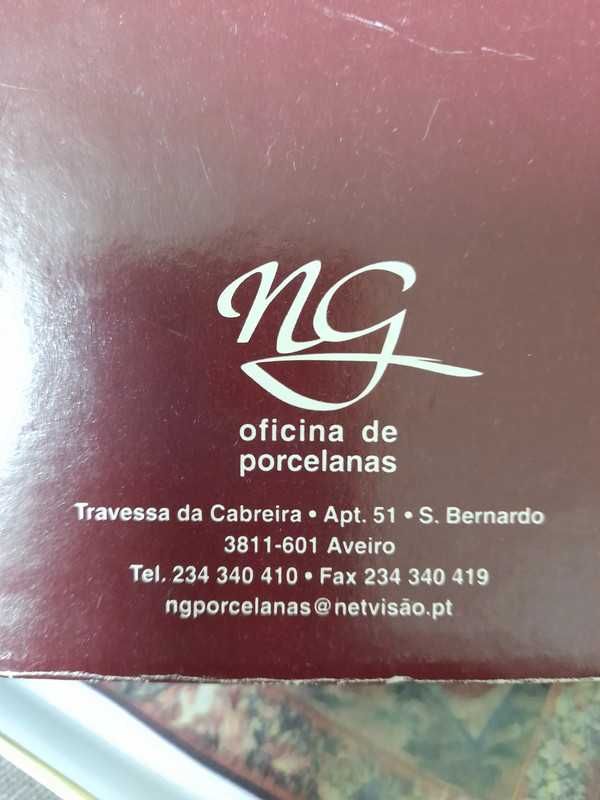 NG
oficina de
porcelanas
Travessa da Cabreira • Apt. 51 • S. Bernardo
3811-601 Aveiro
Tel. 234 340 410 • Fax 234 340 419
ngporcelanas@netvisão.pt